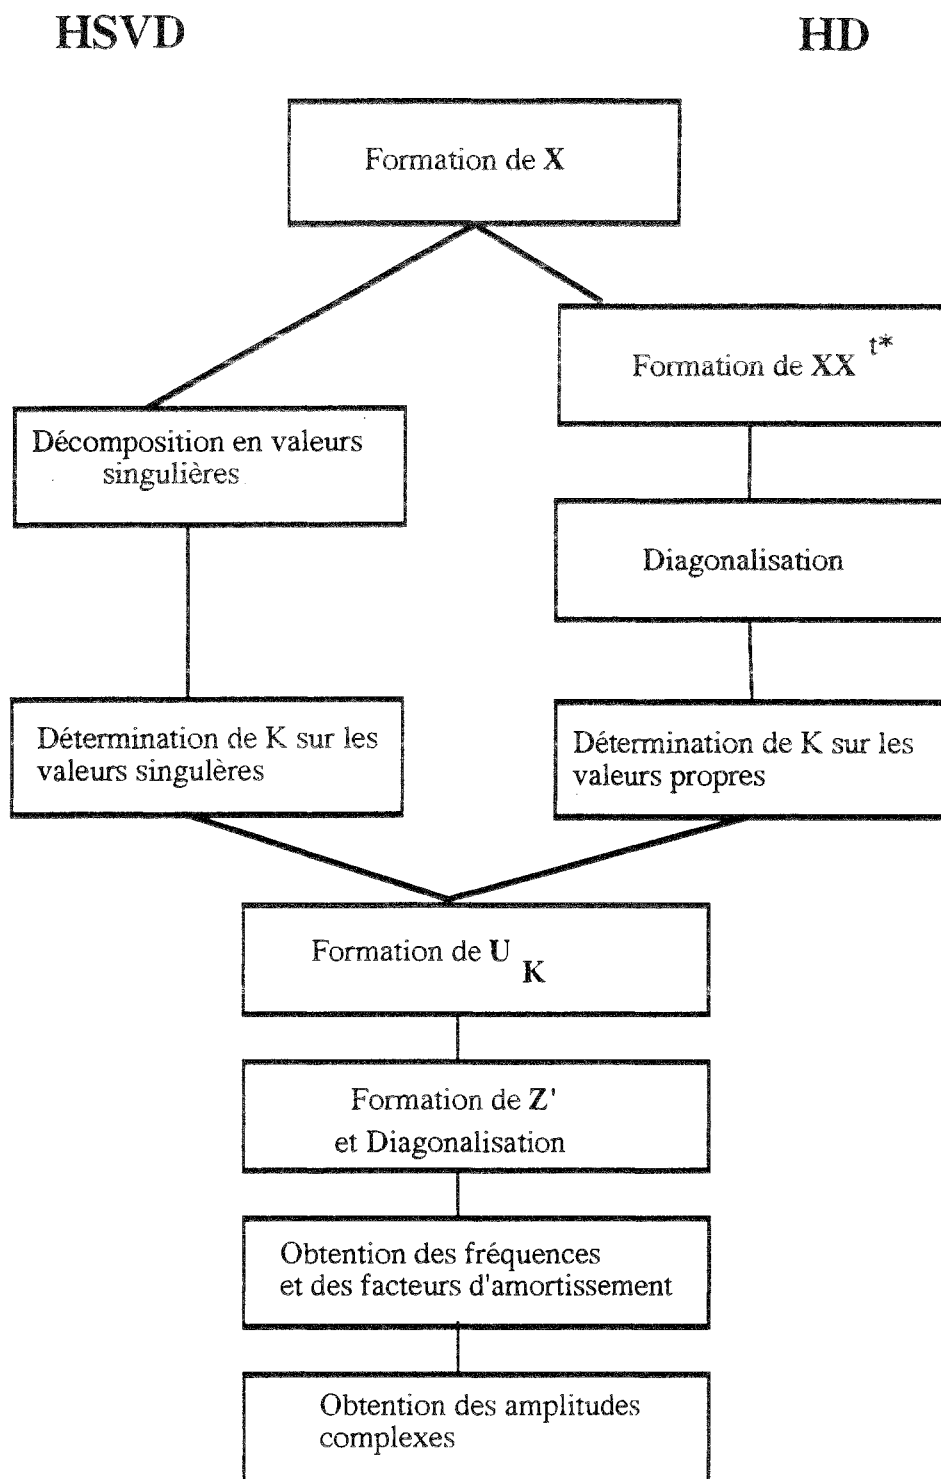 HSVD
HD
Formation de X
Formation de XX t*
Décomposition en valeurs
singulières
Diagonalisation
Détermination de K sur les
valeurs singulères
Détermination de K sur les
valeurs propres
Formation de U K
Formation de Z'
et Diagonalisation
Obtention des fréquences
et des facteurs d'amortissement
Obtention des amplitudes
complexes